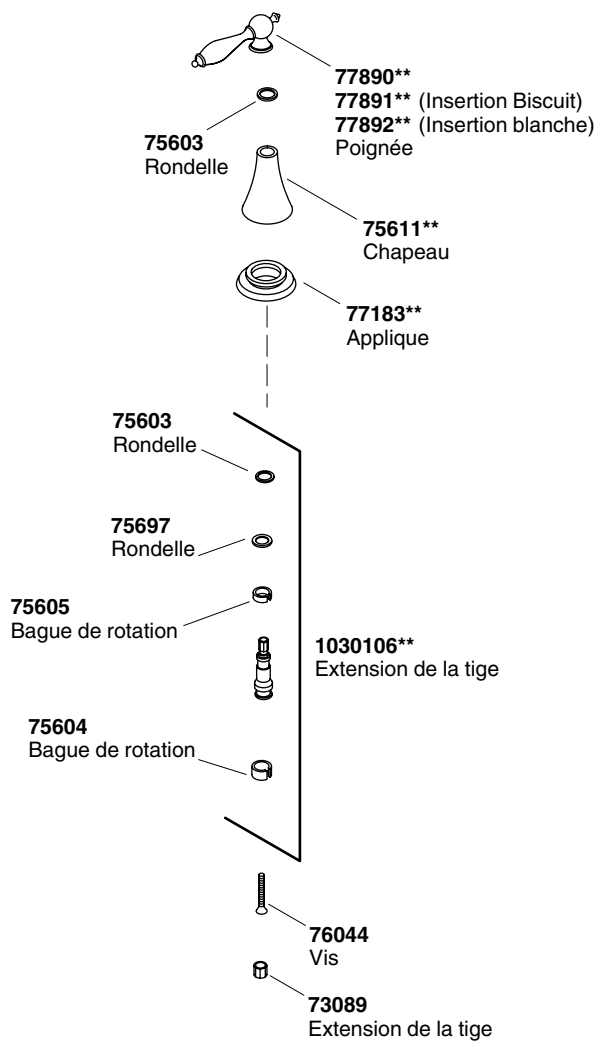 77890**
77891** (Insertion Biscuit)
77892** (Insertion blanche)
Poignée
75603
Rondelle
75611**
Chapeau
77183**
Applique
75603
Rondelle
75697
Rondelle
75605
Bague de rotation
1030106**
Extension de la tige
75604
Bague de rotation
76044
Vis
73089
Extension de la tige